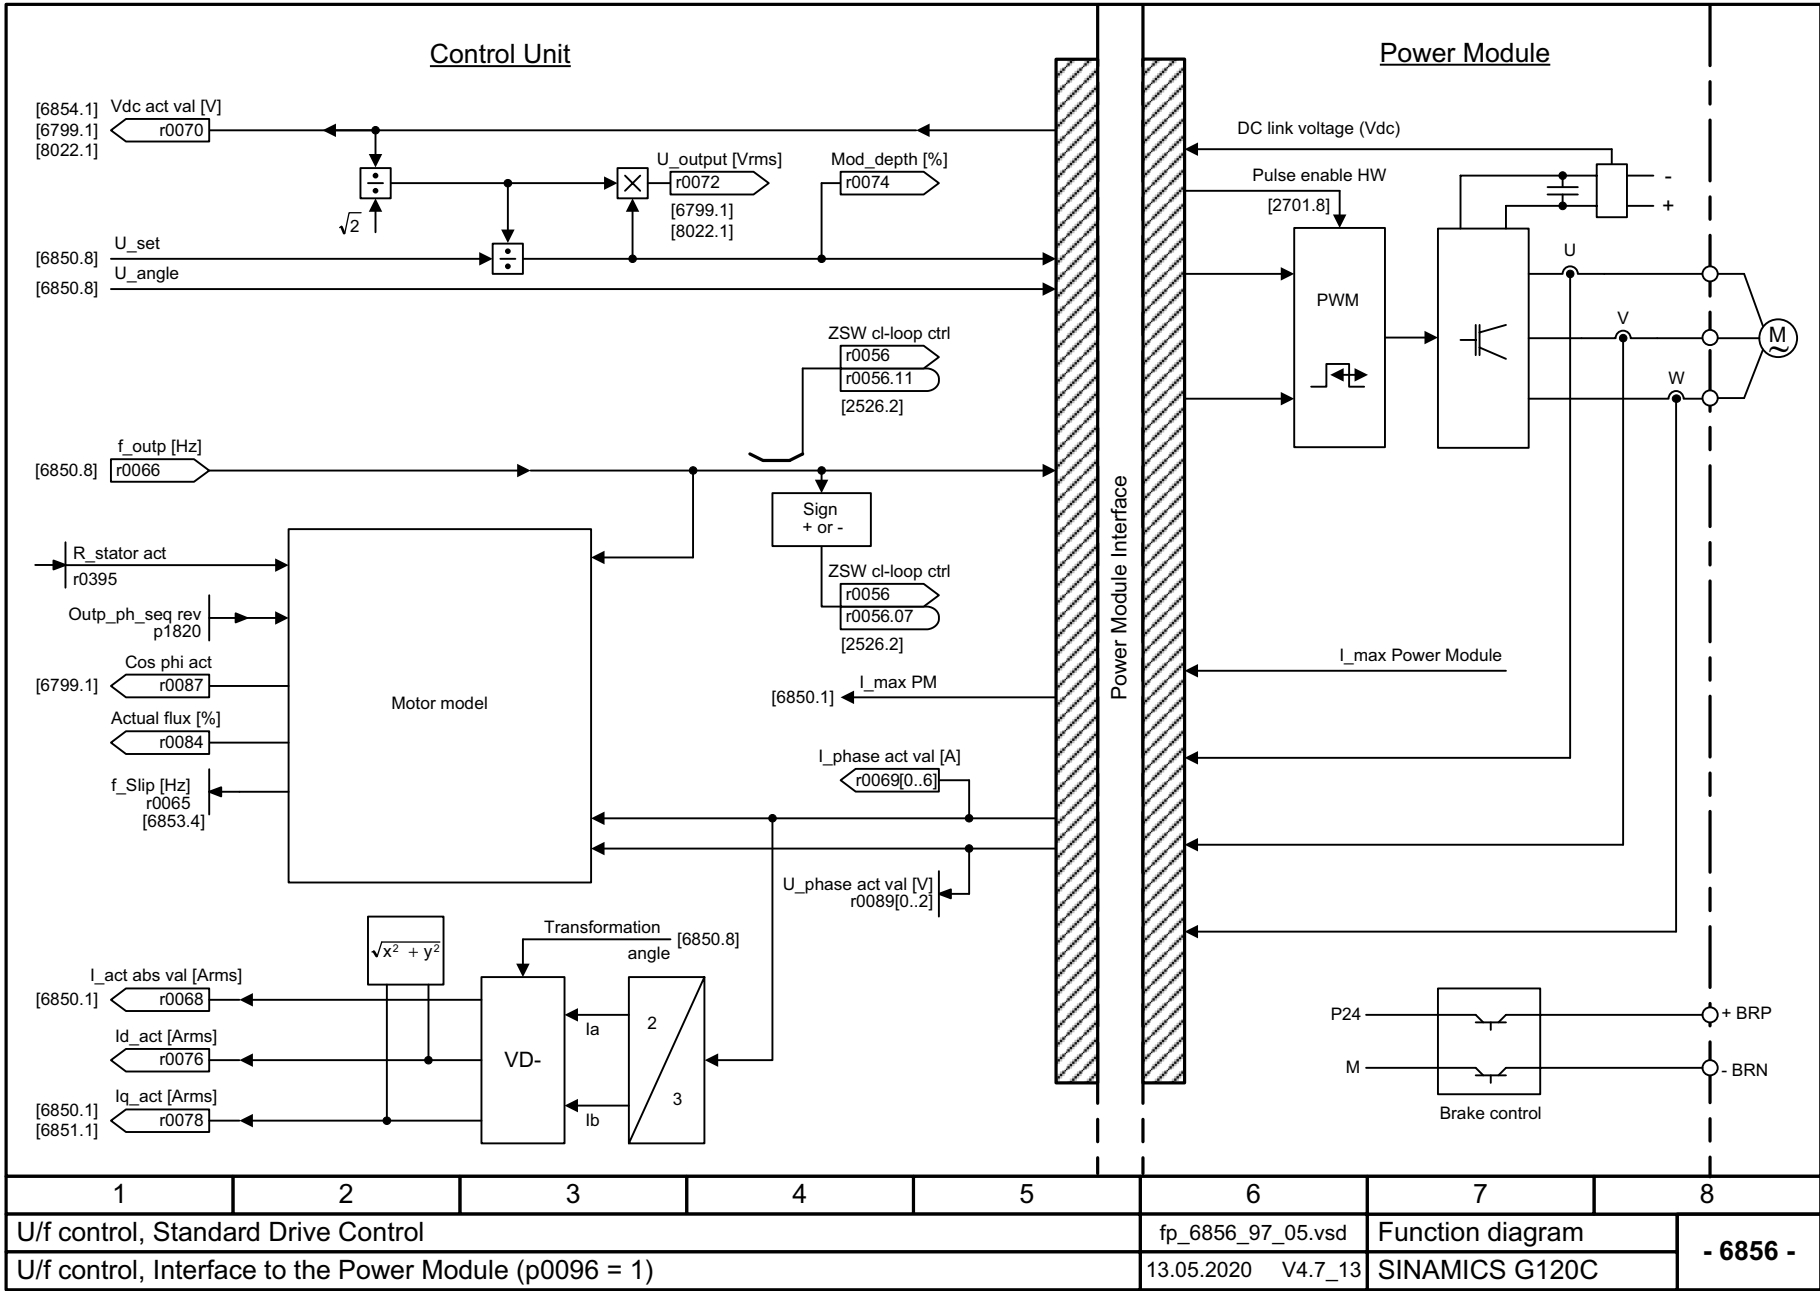 Control Unit
Power Module
[6854.1]
[6799.1]
[8022.1]
Vdc act val [V]
r0070
÷
√2
×
U_output [Vrms]
r0072
[6799.1]
[8022.1]
Mod_depth [%]
r0074
U_set
[6850.8]
÷
U_angle
[6850.8]
ZSW cl-loop ctrl
r0056
r0056.11
[2526.2]
f_outp [Hz]
[6850.8]
r0066
Sign
+ or -
ZSW cl-loop ctrl
r0056
r0056.07
[2526.2]
R_stator act
r0395
Outp_ph_seq rev
p1820
Cos phi act
[6799.1]
r0087
Actual flux [%]
r0084
f_Slip [Hz]
r0065
[6853.4]
Motor model
I_max PM
[6850.1]
I_phase act val [A]
r0069[0..6]
U_phase act val [V]
r0089[0..2]
√x² + y²
Transformation
angle
[6850.8]
I_act abs val [Arms]
[6850.1]
r0068
Id_act [Arms]
r0076
Iq_act [Arms]
[6850.1]
[6851.1]
r0078
VD-
Ia
Ib
2
3
Power Module Interface
DC link voltage (Vdc)
Pulse enable HW
[2701.8]
-
+
PWM
U
V
W
M
~
I_max Power Module
P24
+ BRP
M
- BRN
Brake control
1 2 3 4 5 6 7 8
U/f control, Standard Drive Control
fp_6856_97_05.vsd
Function diagram
- 6856 -
U/f control, Interface to the Power Module (p0096 = 1)
13.05.2020 V4.7_13
SINAMICS G120C